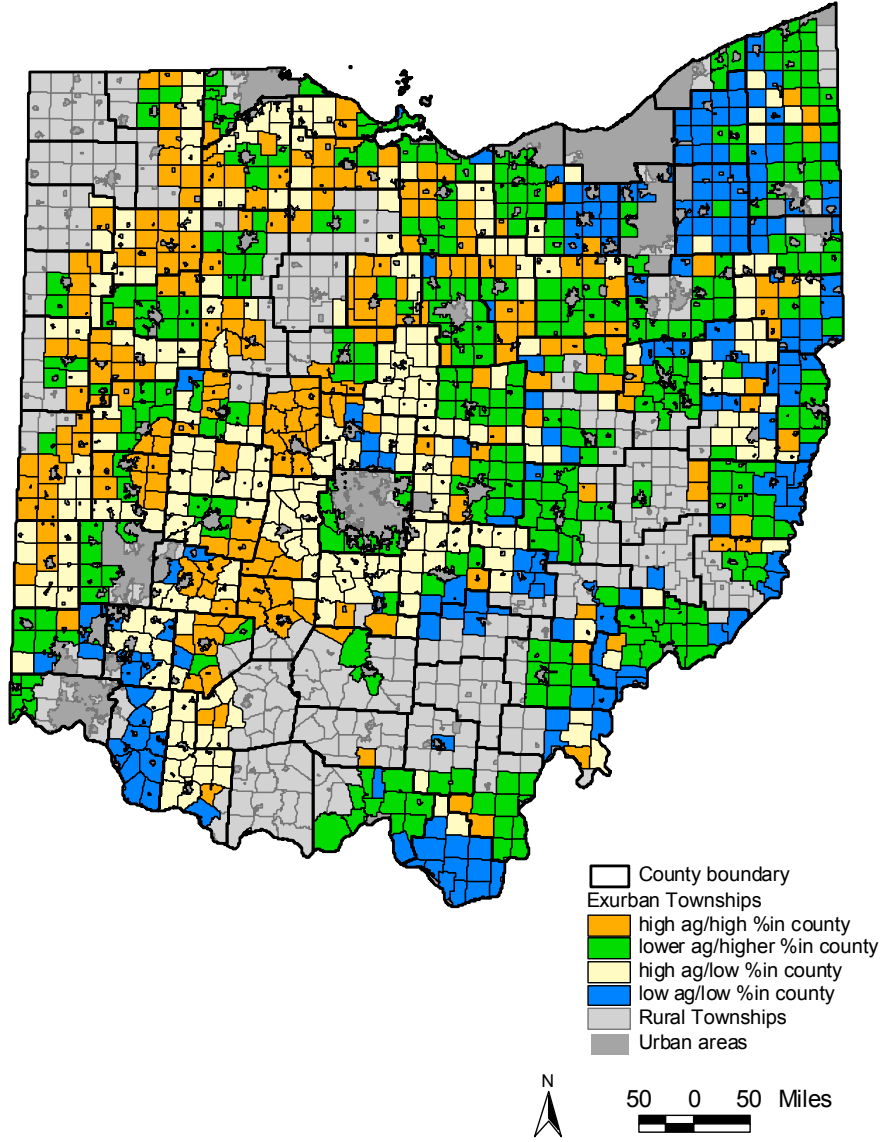 County boundary
Exurban Townships
high ag/high %in county
lower ag/higher %in county
high ag/low %in county
low ag/low %in county
Rural Townships
Urban areas
N
50 0 50 Miles